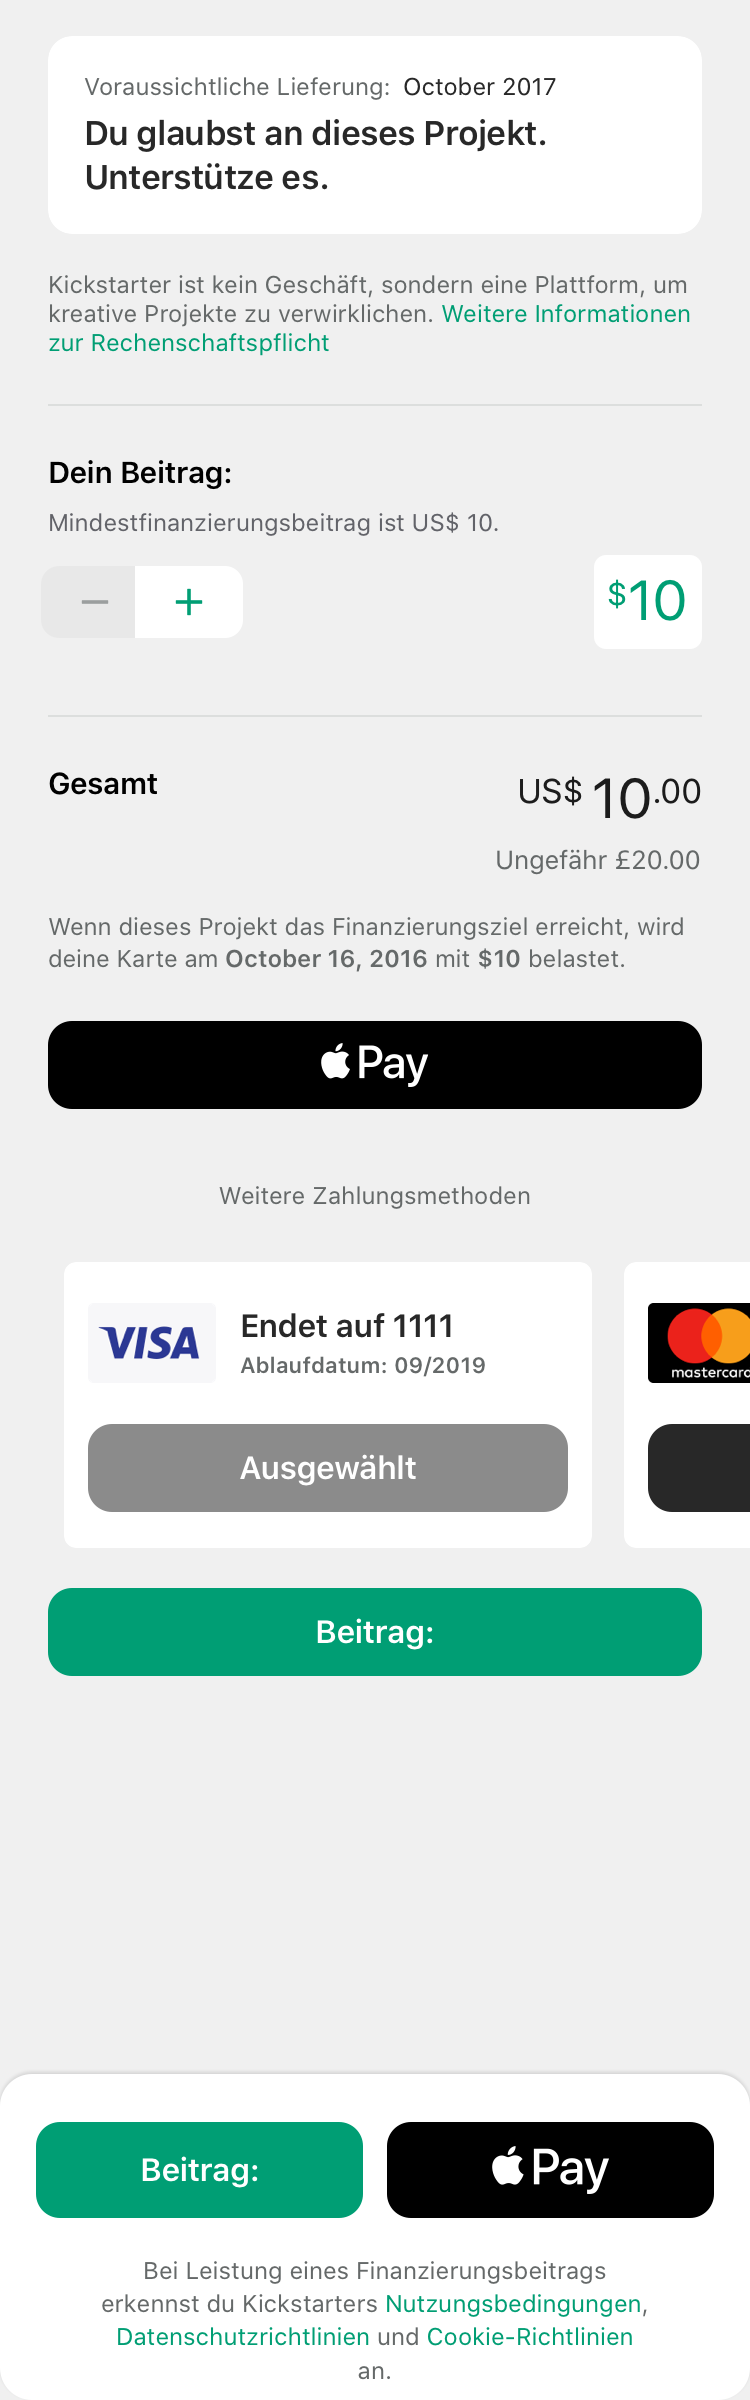 Voraussichtliche Lieferung: October 2017
Du glaubst an dieses Projekt.
Unterstütze es.
Kickstarter ist kein Geschäft, sondern eine Plattform, um
kreative Projekte zu verwirklichen. Weitere Informationen
zur Rechenschaftspflicht
Dein Beitrag:
Mindestfinanzierungsbeitrag ist US$ 10.
− + $10
Gesamt US$ 10.00
Ungefähr £20.00
Wenn dieses Projekt das Finanzierungsziel erreicht, wird
deine Karte am October 16, 2016 mit $10 belastet.
Pay
Weitere Zahlungsmethoden
VISA Endet auf 1111
Ablaufdatum: 09/2019
mastercard
Ausgewählt
Beitrag:
Beitrag: Pay
Bei Leistung eines Finanzierungsbeitrags
erkennst du Kickstarters Nutzungsbedingungen,
Datenschutzrichtlinien und Cookie-Richtlinien
an.